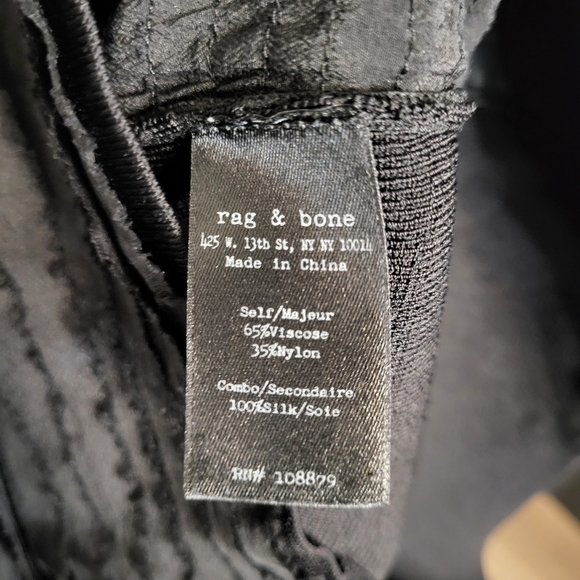 rag & bone
425 W. 13th St, NY NY 10014
Made in China
Self/Majeur
65%Viscose
35%Nylon
Combo/Secondaire
100%Silk/Soie
RN# 108879